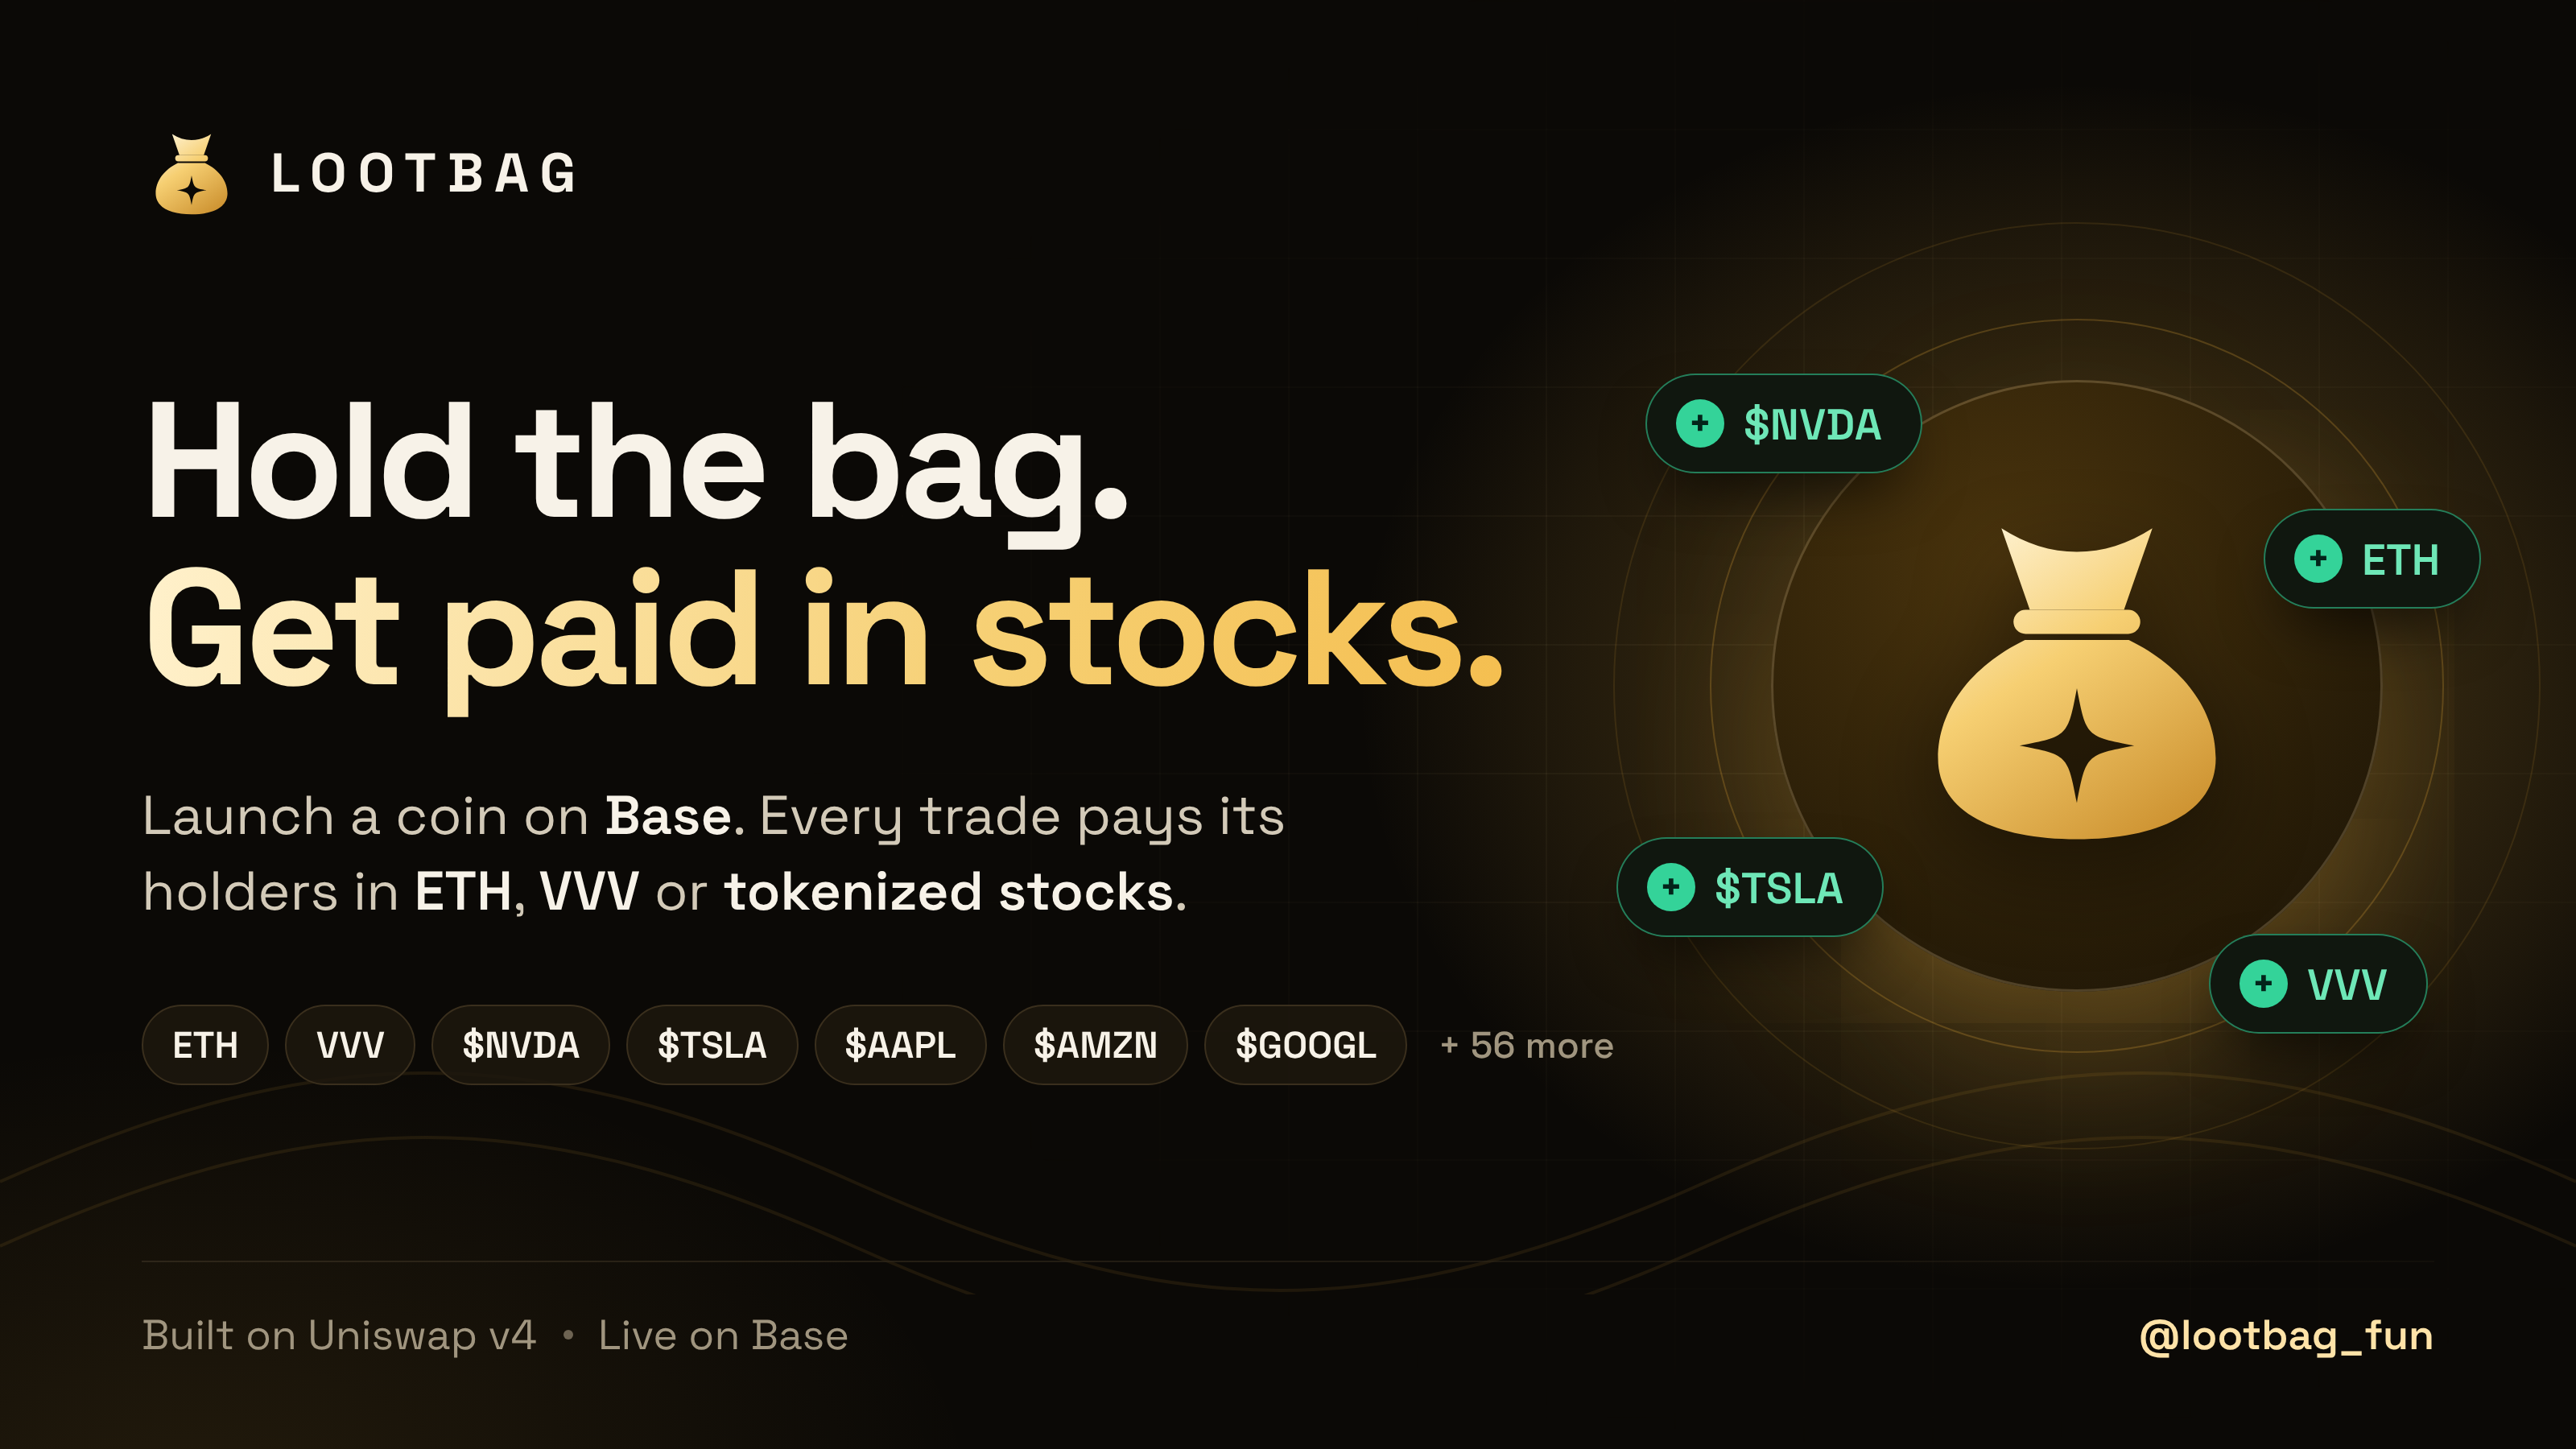 LOOTBAG
Hold the bag.
Get paid in stocks.
Launch a coin on Base. Every trade pays its
holders in ETH, VVV or tokenized stocks.
ETH VVV $NVDA $TSLA $AAPL $AMZN $GOOGL + 56 more
+ $NVDA
+ ETH
+ $TSLA
+ VVV
Built on Uniswap v4 • Live on Base
@lootbag_fun